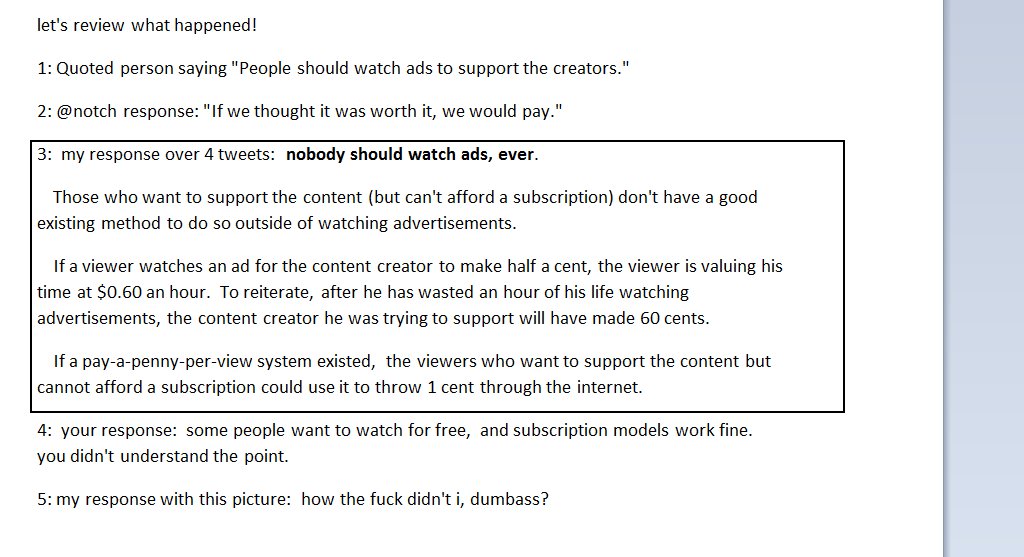 let's review what happened!
1: Quoted person saying "People should watch ads to support the creators."
2: @notch response: "If we thought it was worth it, we would pay."
3:  my response over 4 tweets:  nobody should watch ads, ever.
Those who want to support the content (but can't afford a subscription) don't have a good
existing method to do so outside of watching advertisements.
If a viewer watches an ad for the content creator to make half a cent, the viewer is valuing his
time at $0.60 an hour.  To reiterate, after he has wasted an hour of his life watching
advertisements, the content creator he was trying to support will have made 60 cents.
If a pay-a-penny-per-view system existed,  the viewers who want to support the content but
cannot afford a subscription could use it to throw 1 cent through the internet.
4:  your response:  some people want to watch for free,  and subscription models work fine.
you didn't understand the point.
5: my response with this picture:  how the fuck didn't i, dumbass?